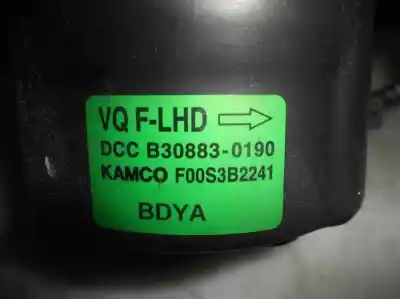 VQ F-LHD
DCC B30883-0190
KAMCO F00S3B2241
BDYA